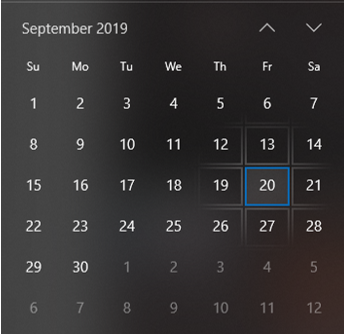 September 2019
Su Mo Tu We Th Fr Sa
1 2 3 4 5 6 7
8 9 10 11 12 13 14
15 16 17 18 19 20 21
22 23 24 25 26 27 28
29 30 1 2 3 4 5
6 7 8 9 10 11 12